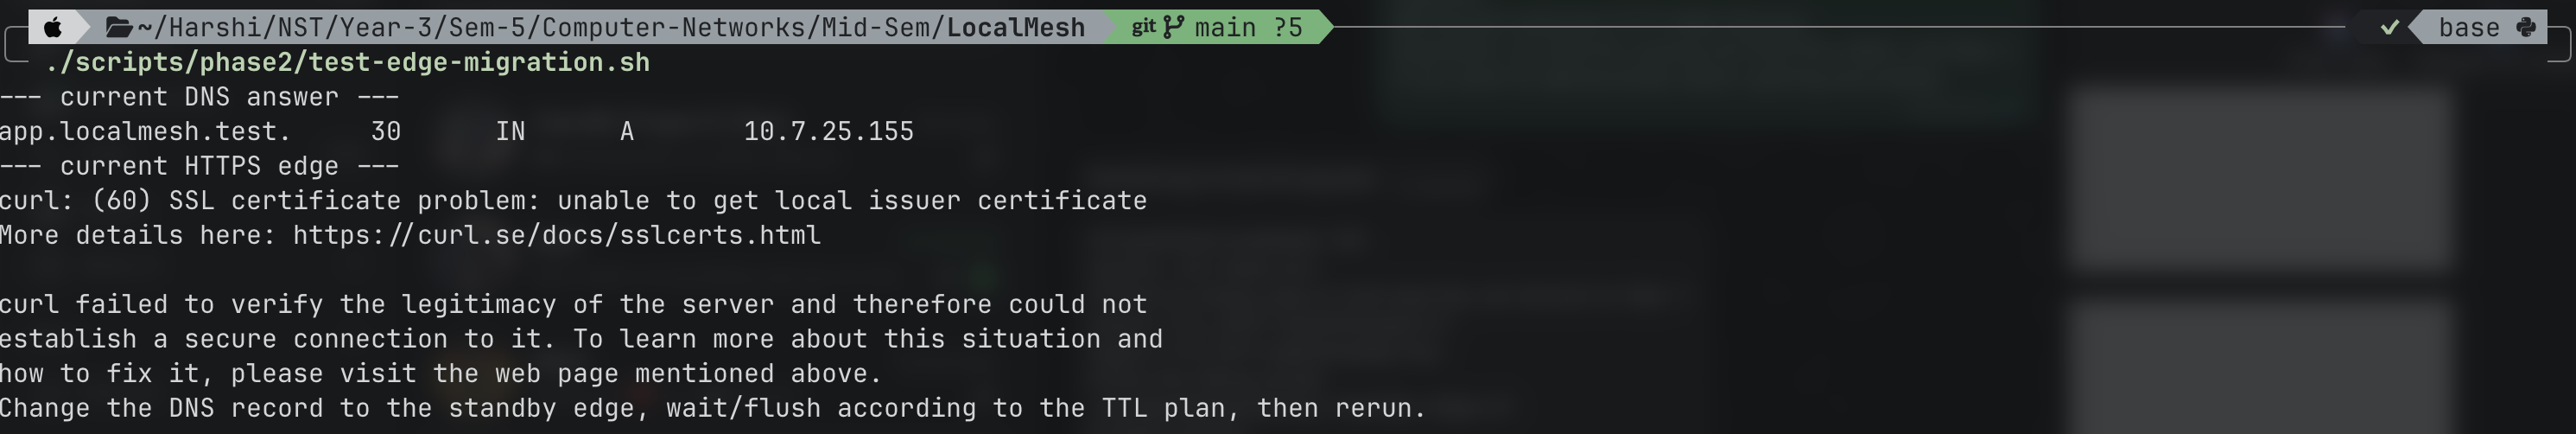 ~/Harshi/NST/Year-3/Sem-5/Computer-Networks/Mid-Sem/LocalMesh git main ?5 ✔ base
./scripts/phase2/test-edge-migration.sh
--- current DNS answer ---
app.localmesh.test. 30 IN A 10.7.25.155
--- current HTTPS edge ---
curl: (60) SSL certificate problem: unable to get local issuer certificate
More details here: https://curl.se/docs/sslcerts.html
curl failed to verify the legitimacy of the server and therefore could not
establish a secure connection to it. To learn more about this situation and
how to fix it, please visit the web page mentioned above.
Change the DNS record to the standby edge, wait/flush according to the TTL plan, then rerun.